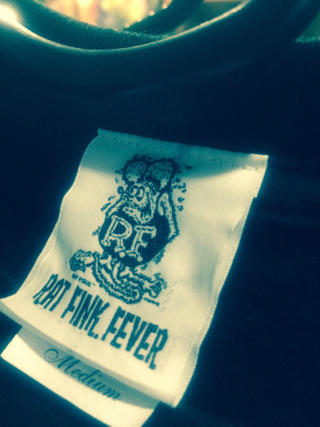 RF
RAT FINK FEVER
Medium